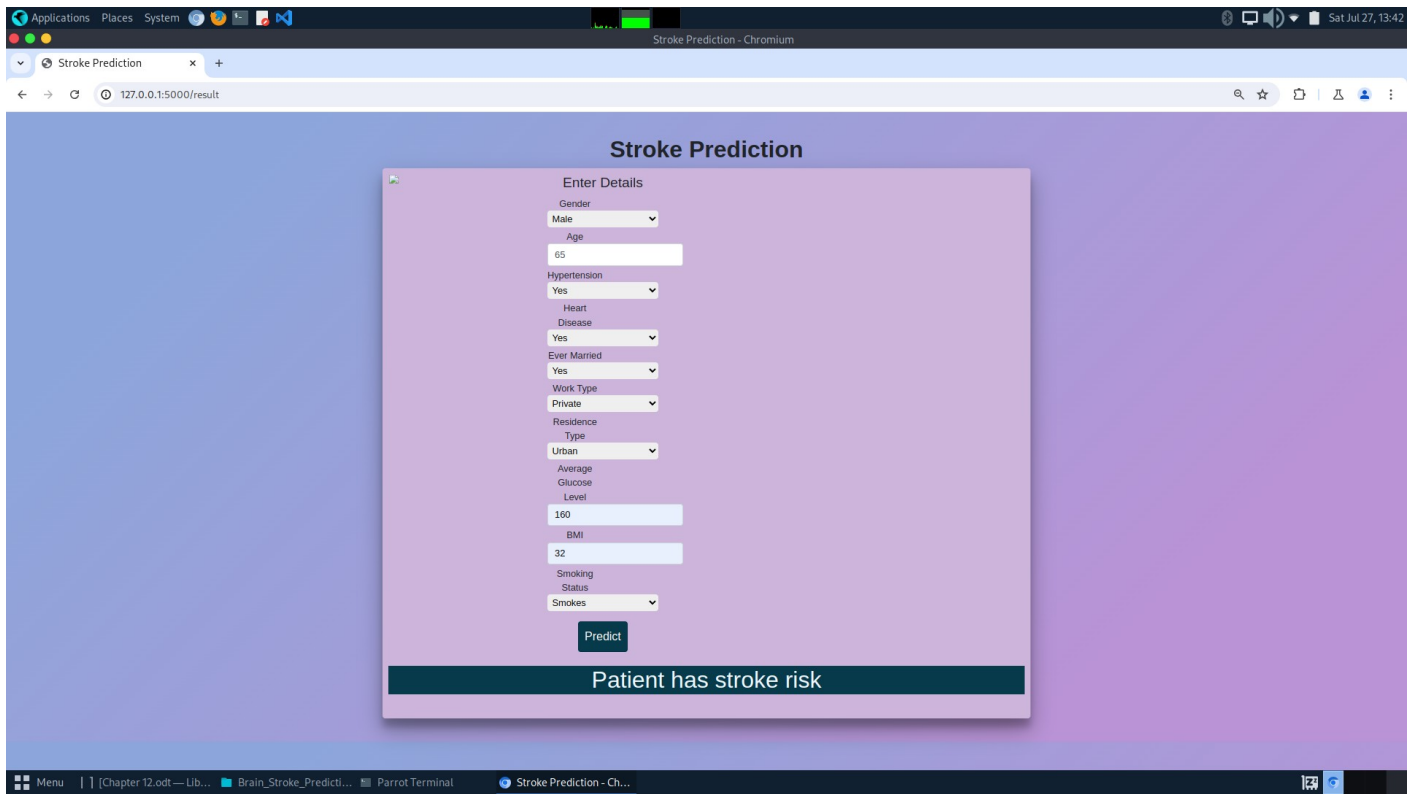 Applications Places System
Sat Jul 27, 13:42
Stroke Prediction - Chromium
Stroke Prediction
127.0.0.1:5000/result
Stroke Prediction
Enter Details
Gender
Male
Age
65
Hypertension
Yes
Heart
Disease
Yes
Ever Married
Yes
Work Type
Private
Residence
Type
Urban
Average
Glucose
Level
160
BMI
32
Smoking
Status
Smokes
Predict
Patient has stroke risk
Menu [Chapter 12.odt — Lib... Brain_Stroke_Predicti... Parrot Terminal Stroke Prediction - Ch...